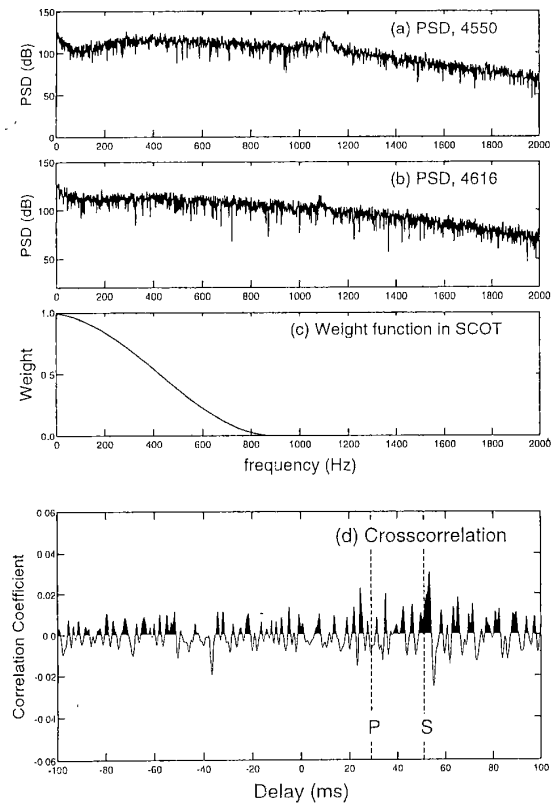 (a) PSD, 4550
PSD (dB)
150
100
50
0
0 200 400 600 800 1000 1200 1400 1600 1800 2000
(b) PSD, 4616
PSD (dB)
150
100
50
0 200 400 600 800 1000 1200 1400 1600 1800 2000
(c) Weight function in SCOT
Weight
1.0
0 5
0.0
0 200 400 600 800 1000 1200 1400 1600 1800 2000
frequency (Hz)
(d) Crosscorrelation
Correlation Coefficient
0 06
0.04
0.02
0 0
-0.02
-0.04
-0 06
P S
-100 -80 -60 -40 -20 0 20 40 60 80 100
Delay (ms)